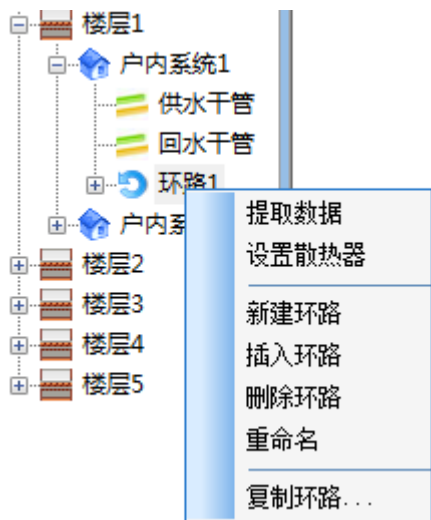 楼层1
户内系统1
供水干管
回水干管
环路1
户内系
楼层2
楼层3
楼层4
楼层5
提取数据
设置散热器
新建环路
插入环路
删除环路
重命名
复制环路...